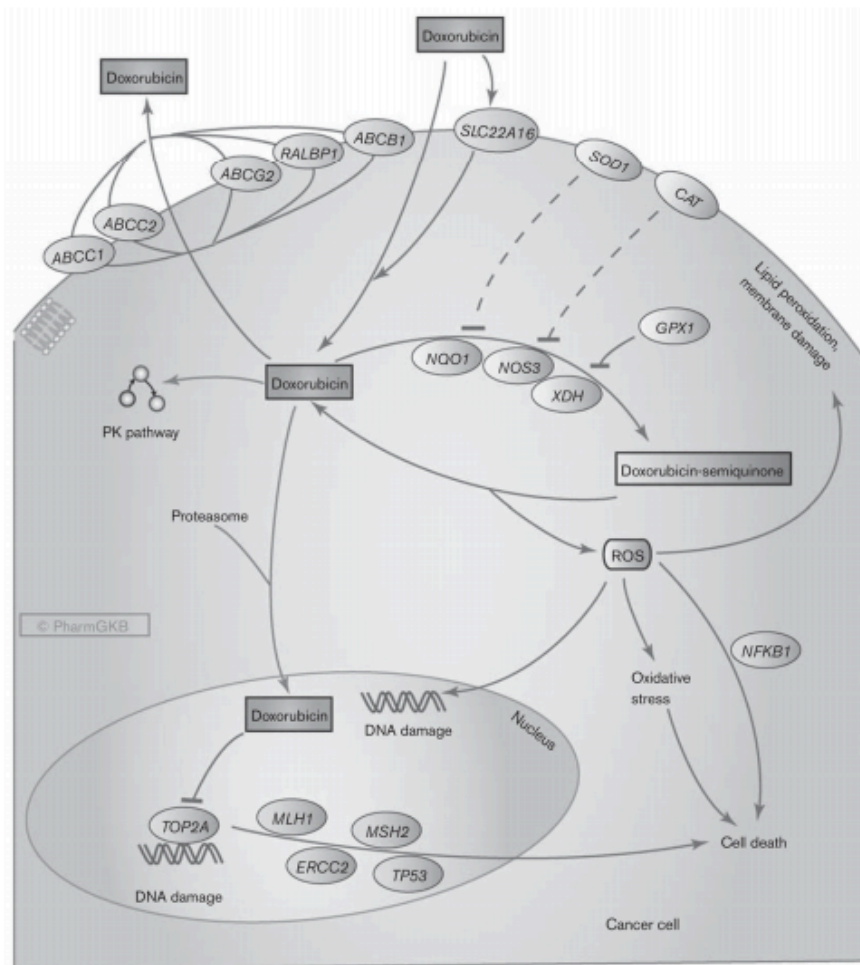 Doxorubicin
Doxorubicin
ABCB1
SLC22A16
RALBP1
ABCG2
SOD1
CAT
ABCC2
ABCC1
Lipid peroxidation,
membrane damage
GPX1
NQO1
NOS3
XDH
Doxorubicin
PK pathway
Doxorubicin-semiquinone
Proteasome
ROS
© PharmGKB
NFKB1
Oxidative
stress
Doxorubicin
DNA damage
Nucleus
TOP2A
MLH1
MSH2
ERCC2
TP53
Cell death
DNA damage
Cancer cell